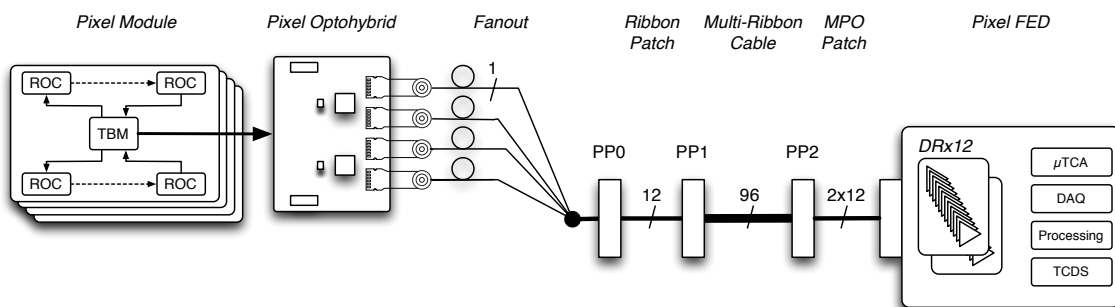 Pixel Module
Pixel Optohybrid
Fanout
Ribbon
Patch
Multi-Ribbon
Cable
MPO
Patch
Pixel FED
ROC
ROC
TBM
ROC
ROC
1
PP0
PP1
PP2
12
96
2x12
DRx12
µTCA
DAQ
Processing
TCDS